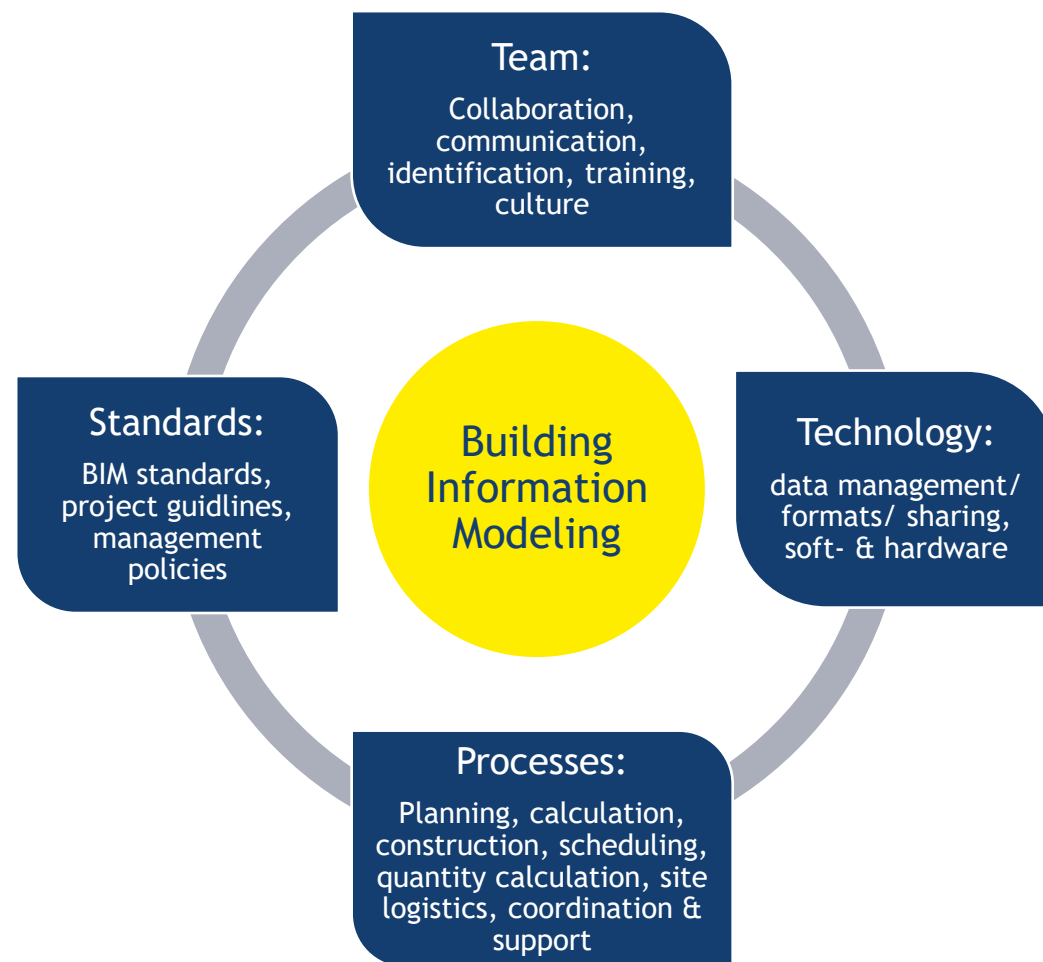 Team:
Collaboration,
communication,
identification, training,
culture
Standards:
BIM standards,
project guidlines,
management
policies
Building
Information
Modeling
Technology:
data management/
formats/ sharing,
soft- & hardware
Processes:
Planning, calculation,
construction, scheduling,
quantity calculation, site
logistics, coordination &
support